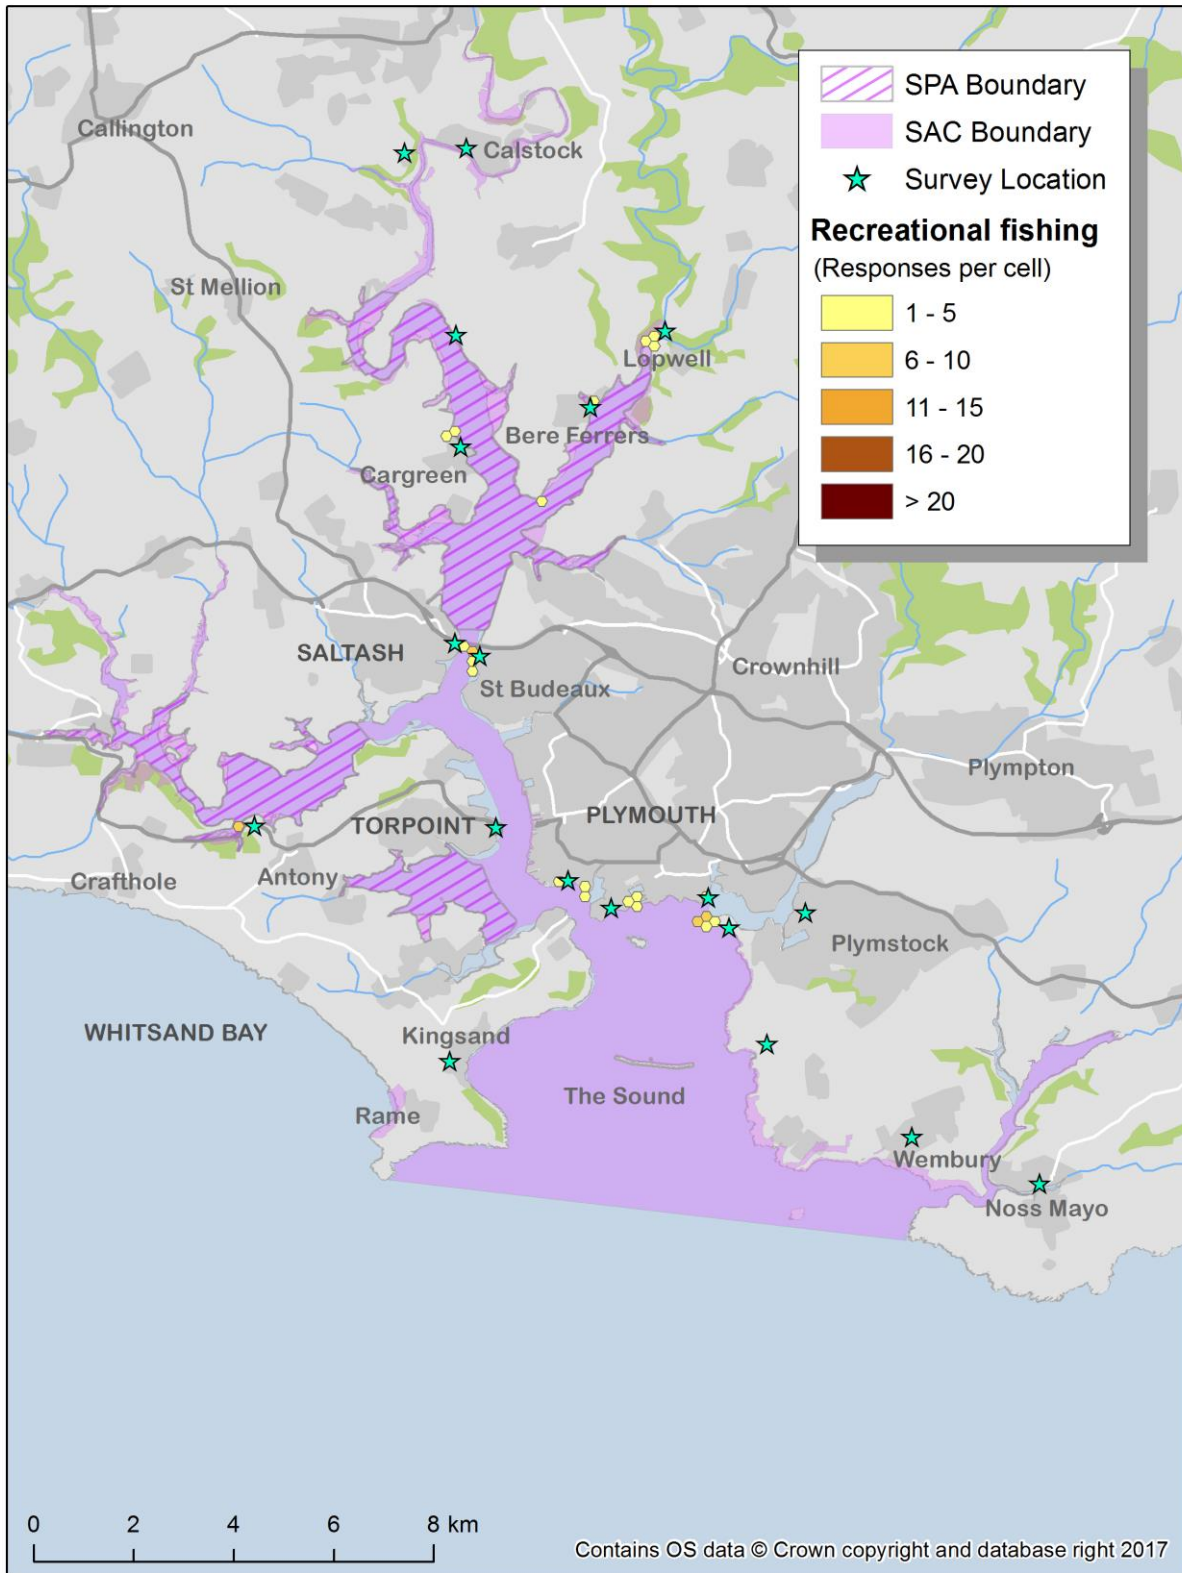 SPA Boundary
SAC Boundary
Survey Location
Recreational fishing
(Responses per cell)
1 - 5
6 - 10
11 - 15
16 - 20
> 20
Callington
Calstock
St Mellion
Lopwell
Bere Ferrers
Cargreen
SALTASH
St Budeaux
Crownhill
Plympton
TORPOINT
PLYMOUTH
Crafthole
Antony
Plymstock
WHITSAND BAY
Kingsand
The Sound
Rame
Wembury
Noss Mayo
0 2 4 6 8 km
Contains OS data © Crown copyright and database right 2017